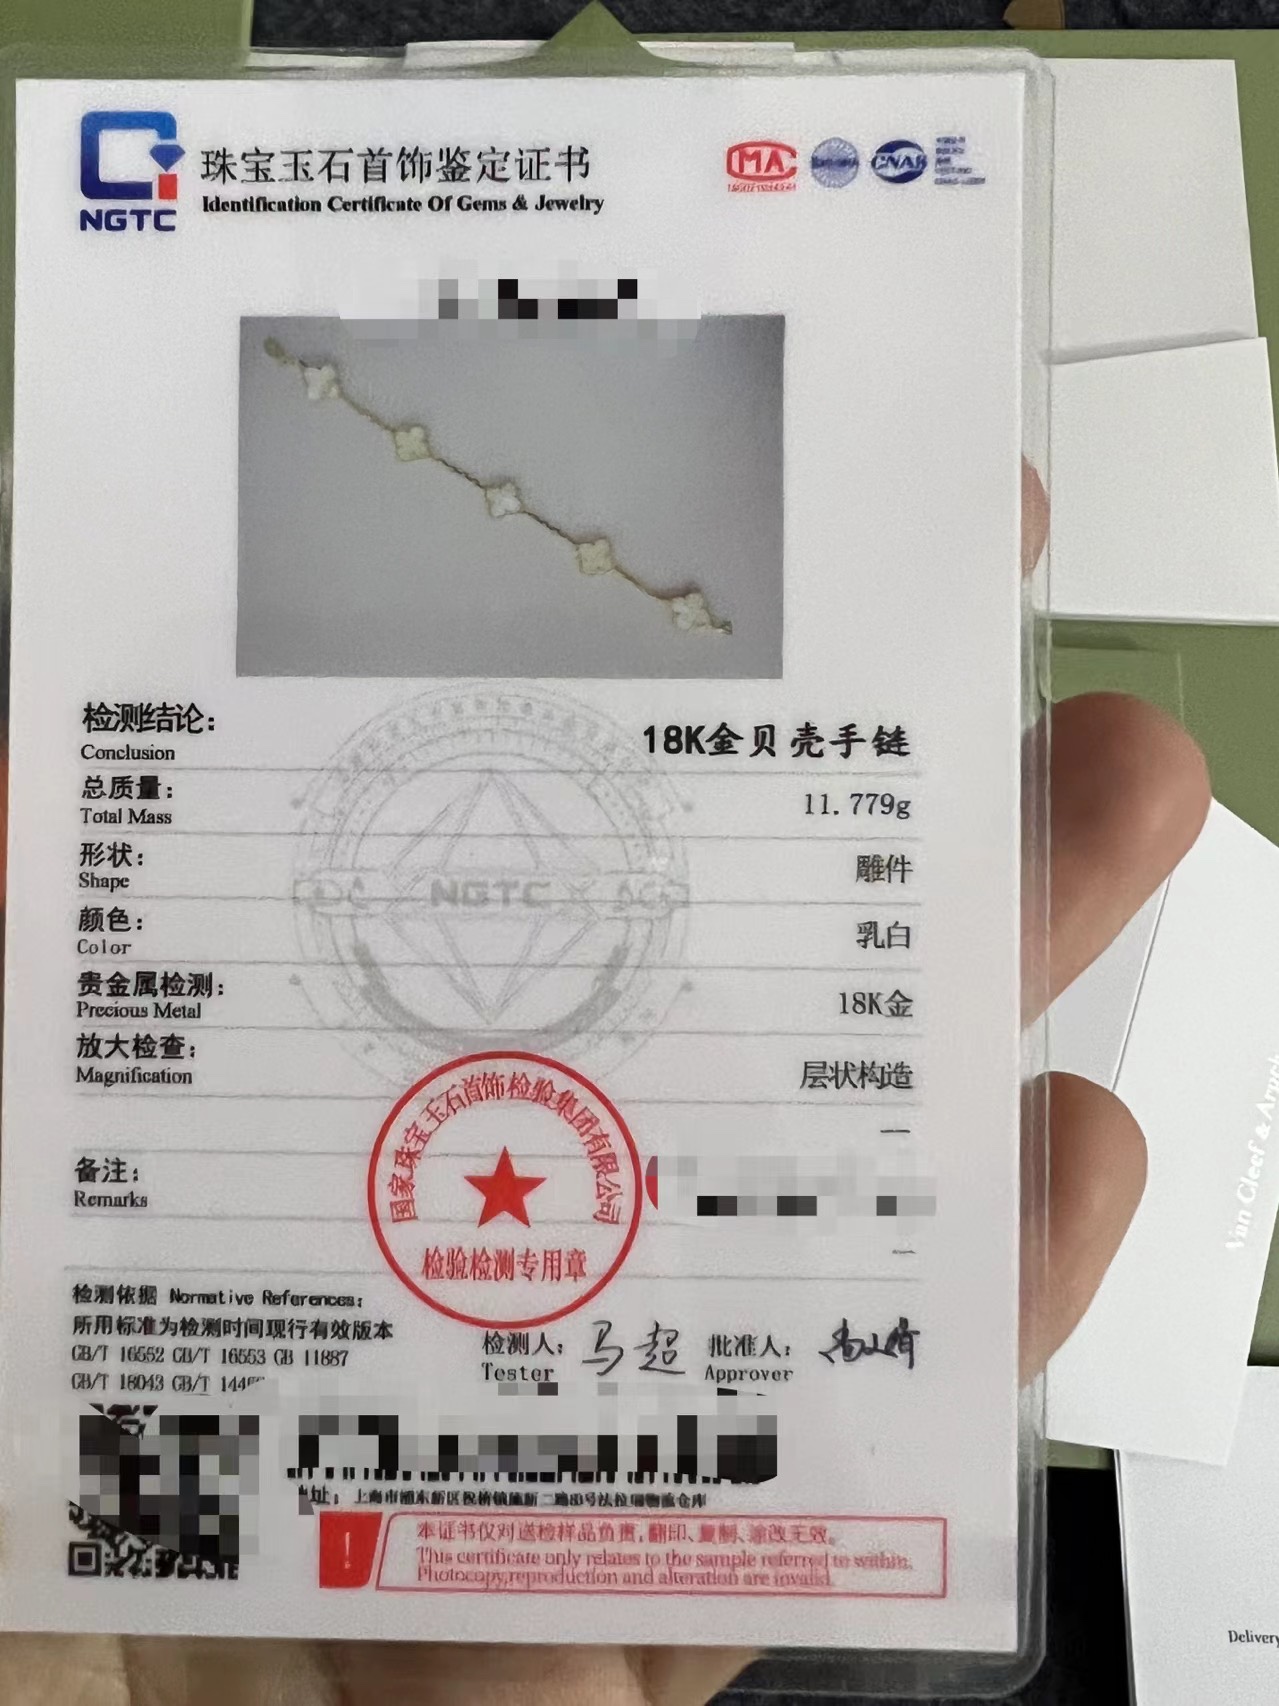 珠宝玉石首饰鉴定证书
Identification Certificate Of Gems & Jewelry
NGTC
MA
CNAS
检测结论:
Conclusion
18K金贝壳手链
总质量:
Total Mass
11.779g
形状:
Shape
雕件
颜色:
Color
乳白
贵金属检测:
Precious Metal
18K金
放大检查:
Magnification
层状构造
—
备注:
Remarks
—
NGTC
国家珠宝玉石首饰检验集团有限公司
检验检测专用章
检测依据 Normative References:
所用标准为检测时间现行有效版本
GB/T 16552 GB/T 16553 GB 11887
GB/T 18043 GB/T
检测人: 马超
Tester
批准人:
Approver
本证书仅对送检样品负责,翻印、复制、涂改无效。
This certificate only relates to the sample referred to within.
Photocopy,reproduction and alteration are invalid.
Van Cleef & Arpels
Delivery